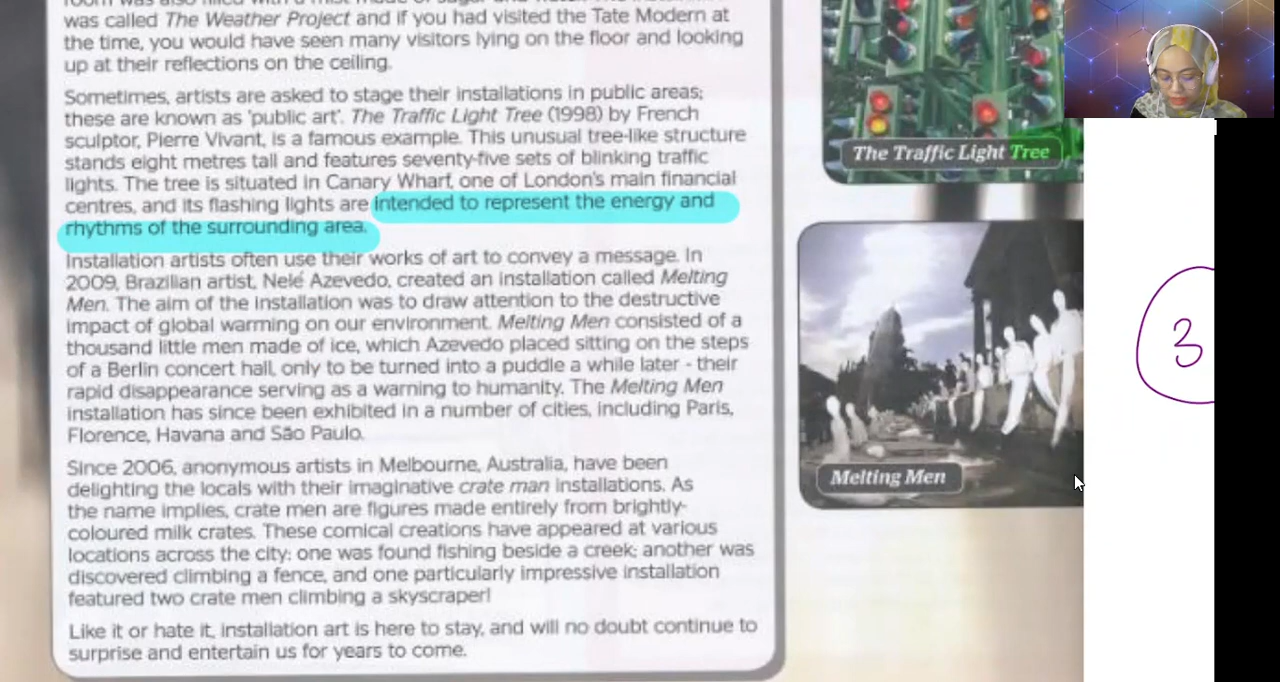 was called The Weather Project and if you had visited the Tate Modern at
the time, you would have seen many visitors lying on the floor and looking
up at their reflections on the ceiling.
Sometimes, artists are asked to stage their installations in public areas;
these are known as 'public art'. The Traffic Light Tree (1998) by French
sculptor, Pierre Vivant, is a famous example. This unusual tree-like structure
stands eight metres tall and features seventy-five sets of blinking traffic
lights. The tree is situated in Canary Wharf, one of London's main financial
centres, and its flashing lights are intended to represent the energy and
rhythms of the surrounding area.
Installation artists often use their works of art to convey a message. In
2009, Brazilian artist, Nelé Azevedo, created an installation called Melting
Men. The aim of the installation was to draw attention to the destructive
impact of global warming on our environment. Melting Men consisted of a
thousand little men made of ice, which Azevedo placed sitting on the steps
of a Berlin concert hall, only to be turned into a puddle a while later - their
rapid disappearance serving as a warning to humanity. The Melting Men
installation has since been exhibited in a number of cities, including Paris,
Florence, Havana and São Paulo.
Since 2006, anonymous artists in Melbourne, Australia, have been
delighting the locals with their imaginative crate man installations. As
the name implies, crate men are figures made entirely from brightly-
coloured milk crates. These comical creations have appeared at various
locations across the city: one was found fishing beside a creek; another was
discovered climbing a fence, and one particularly impressive installation
featured two crate men climbing a skyscraper!
Like it or hate it, installation art is here to stay, and will no doubt continue to
surprise and entertain us for years to come.
The Traffic Light Tree
Melting Men
3